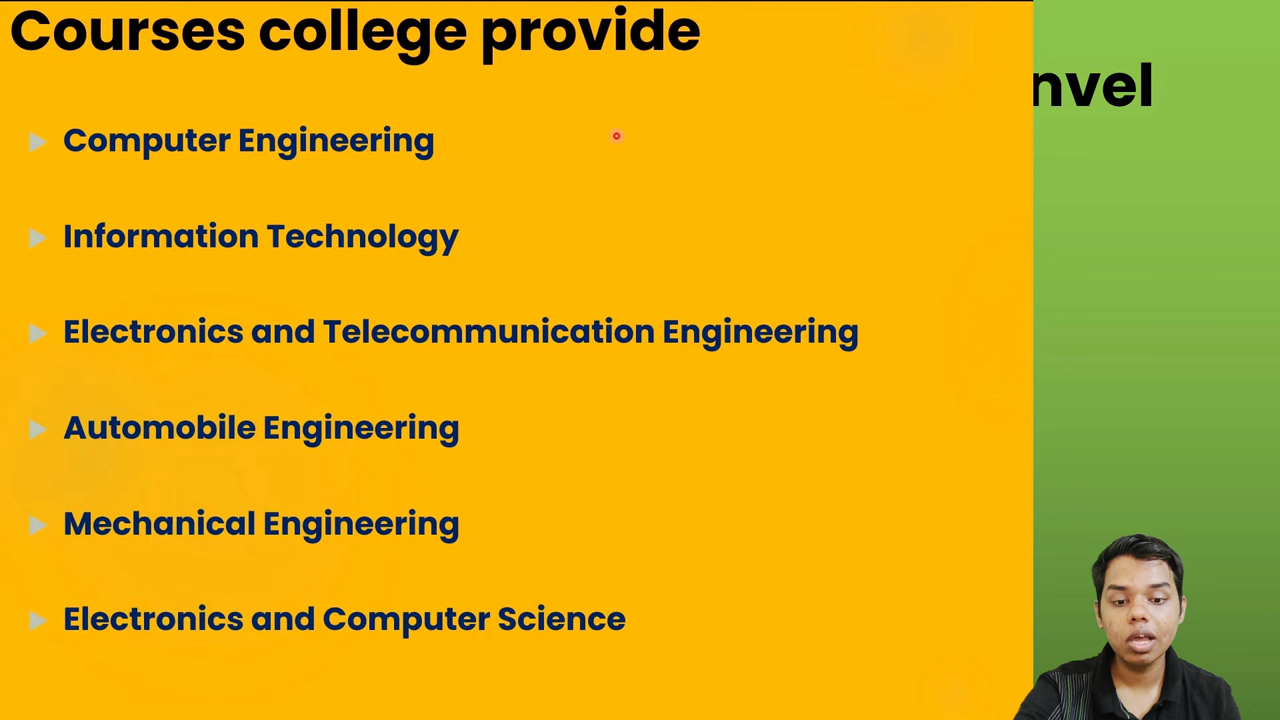 Courses college provide
nvel
Computer Engineering
Information Technology
Electronics and Telecommunication Engineering
Automobile Engineering
Mechanical Engineering
Electronics and Computer Science